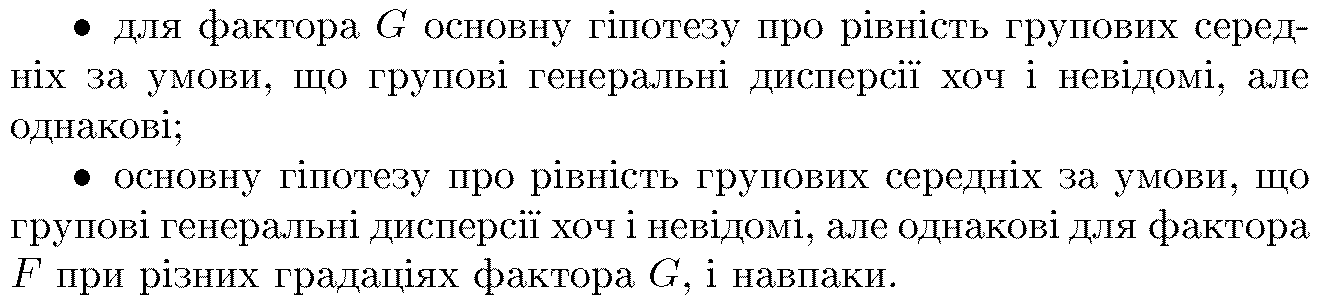 • для фактора G основну гіпотезу про рівність групових серед-
ніх за умови, що групові генеральні дисперсії хоч і невідомі, але
однакові;
• основну гіпотезу про рівність групових середніх за умови, що
групові генеральні дисперсії хоч і невідомі, але однакові для фактора
F при різних градаціях фактора G, і навпаки.